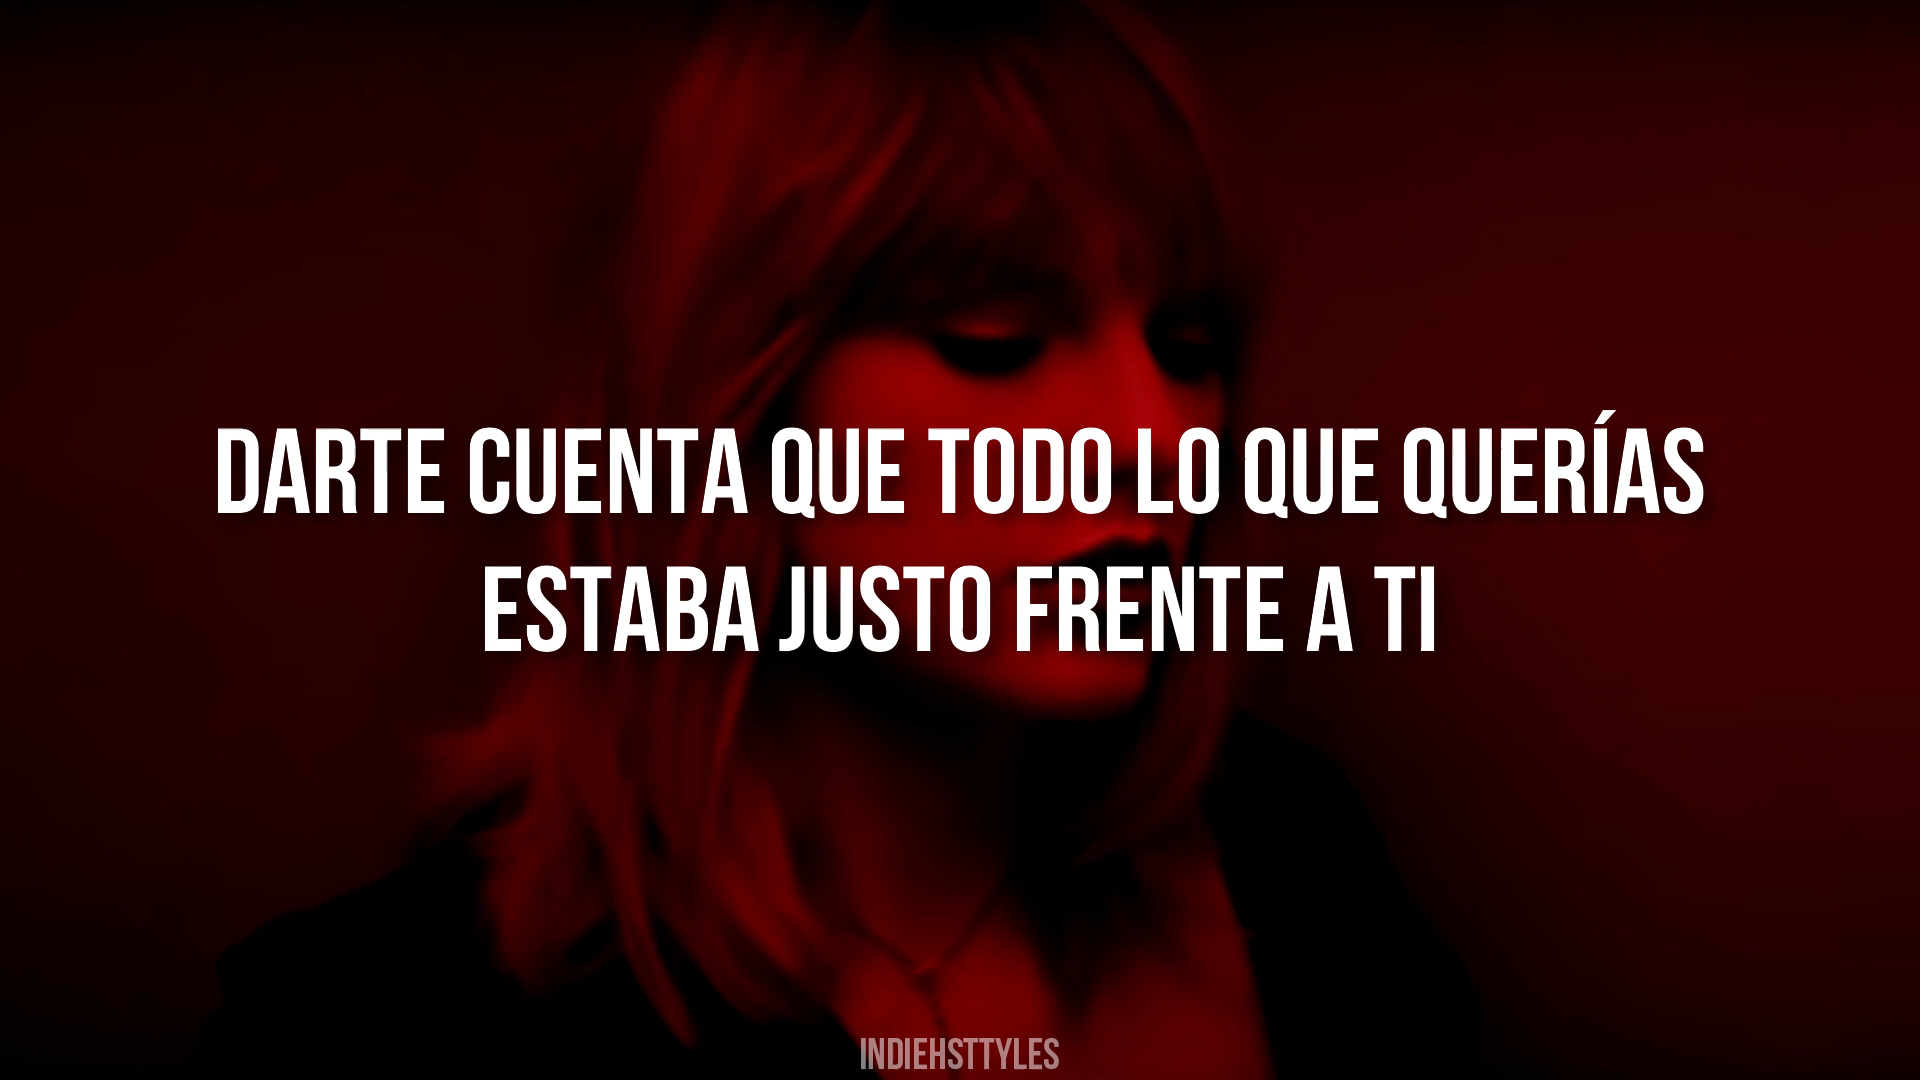 DARTE CUENTA QUE TODO LO QUE QUERÍAS
ESTABA JUSTO FRENTE A TI
INDIEHSTTYLES